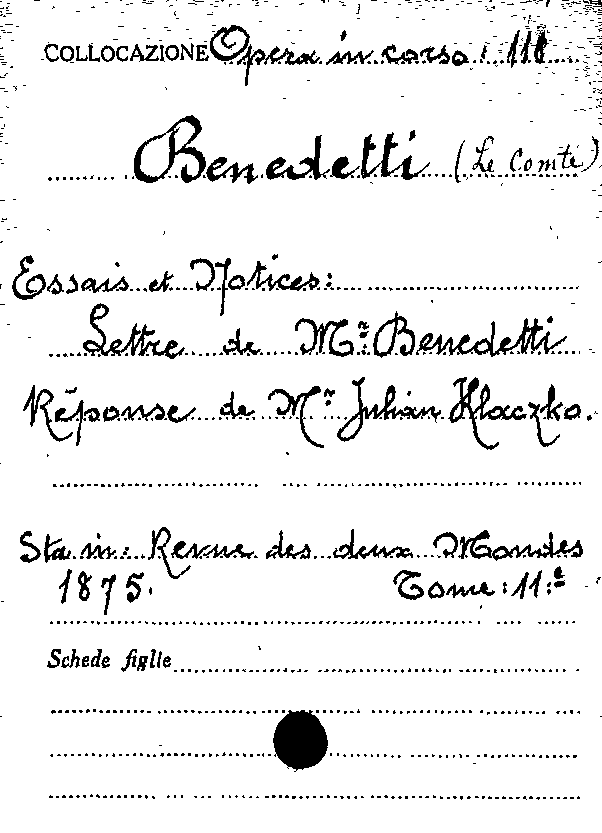 COLLOCAZIONE Opera in corso: 118
Benedetti (Le Comte)
Essais et Notices:
Lettre de Mr Benedetti
Réponse de Mr Julian Klaczko.
Sta in: Revue des deux Mondes
1875. Tome: 11:e
Schede figlie